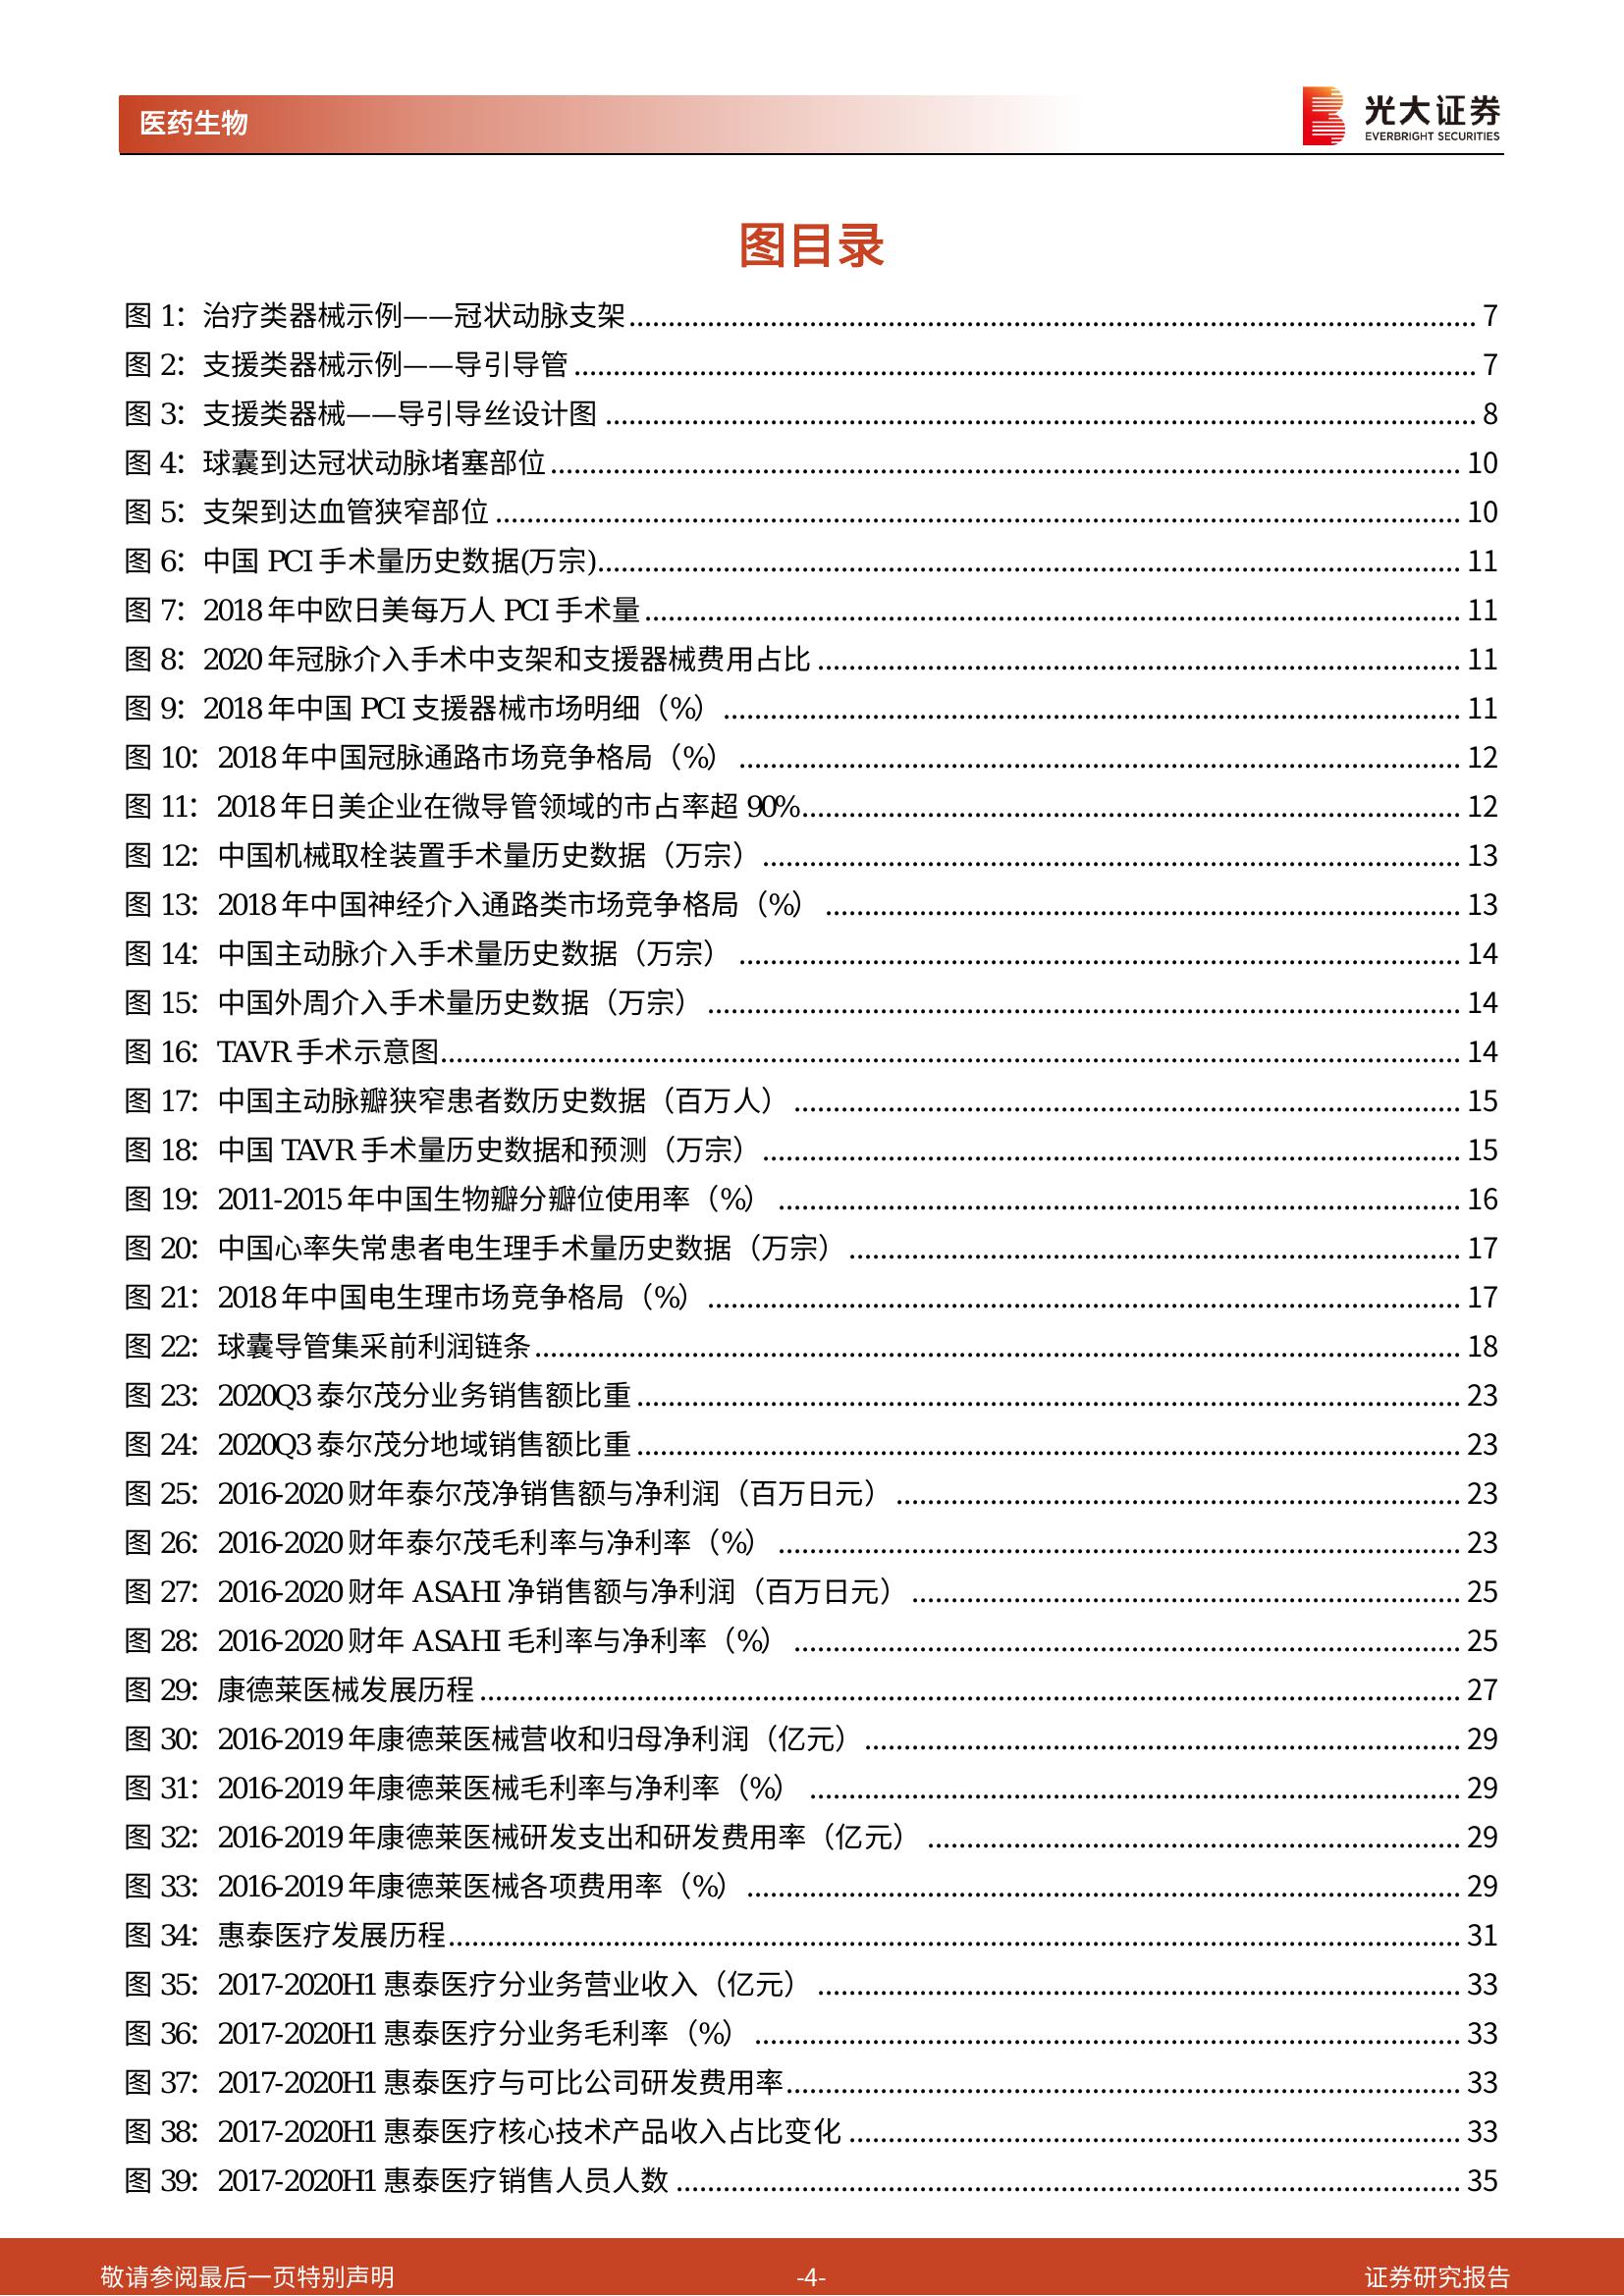 医药生物
光大证券
EVERBRIGHT SECURITIES
图目录
图 1：治疗类器械示例——冠状动脉支架 7
图 2：支援类器械示例——导引导管 7
图 3：支援类器械——导引导丝设计图 8
图 4：球囊到达冠状动脉堵塞部位 10
图 5：支架到达血管狭窄部位 10
图 6：中国 PCI 手术量历史数据(万宗) 11
图 7：2018 年中欧日美每万人 PCI 手术量 11
图 8：2020 年冠脉介入手术中支架和支援器械费用占比 11
图 9：2018 年中国 PCI 支援器械市场明细（%） 11
图 10：2018 年中国冠脉通路市场竞争格局（%） 12
图 11：2018 年日美企业在微导管领域的市占率超 90% 12
图 12：中国机械取栓装置手术量历史数据（万宗） 13
图 13：2018 年中国神经介入通路类市场竞争格局（%） 13
图 14：中国主动脉介入手术量历史数据（万宗） 14
图 15：中国外周介入手术量历史数据（万宗） 14
图 16：TAVR 手术示意图 14
图 17：中国主动脉瓣狭窄患者数历史数据（百万人） 15
图 18：中国 TAVR 手术量历史数据和预测（万宗） 15
图 19：2011-2015 年中国生物瓣分瓣位使用率（%） 16
图 20：中国心率失常患者电生理手术量历史数据（万宗） 17
图 21：2018 年中国电生理市场竞争格局（%） 17
图 22：球囊导管集采前利润链条 18
图 23：2020Q3 泰尔茂分业务销售额比重 23
图 24：2020Q3 泰尔茂分地域销售额比重 23
图 25：2016-2020 财年泰尔茂净销售额与净利润（百万日元） 23
图 26：2016-2020 财年泰尔茂毛利率与净利率（%） 23
图 27：2016-2020 财年 ASAHI 净销售额与净利润（百万日元） 25
图 28：2016-2020 财年 ASAHI 毛利率与净利率（%） 25
图 29：康德莱医械发展历程 27
图 30：2016-2019 年康德莱医械营收和归母净利润（亿元） 29
图 31：2016-2019 年康德莱医械毛利率与净利率（%） 29
图 32：2016-2019 年康德莱医械研发支出和研发费用率（亿元） 29
图 33：2016-2019 年康德莱医械各项费用率（%） 29
图 34：惠泰医疗发展历程 31
图 35：2017-2020H1 惠泰医疗分业务营业收入（亿元） 33
图 36：2017-2020H1 惠泰医疗分业务毛利率（%） 33
图 37：2017-2020H1 惠泰医疗与可比公司研发费用率 33
图 38：2017-2020H1 惠泰医疗核心技术产品收入占比变化 33
图 39：2017-2020H1 惠泰医疗销售人员人数 35
敬请参阅最后一页特别声明 -4- 证券研究报告